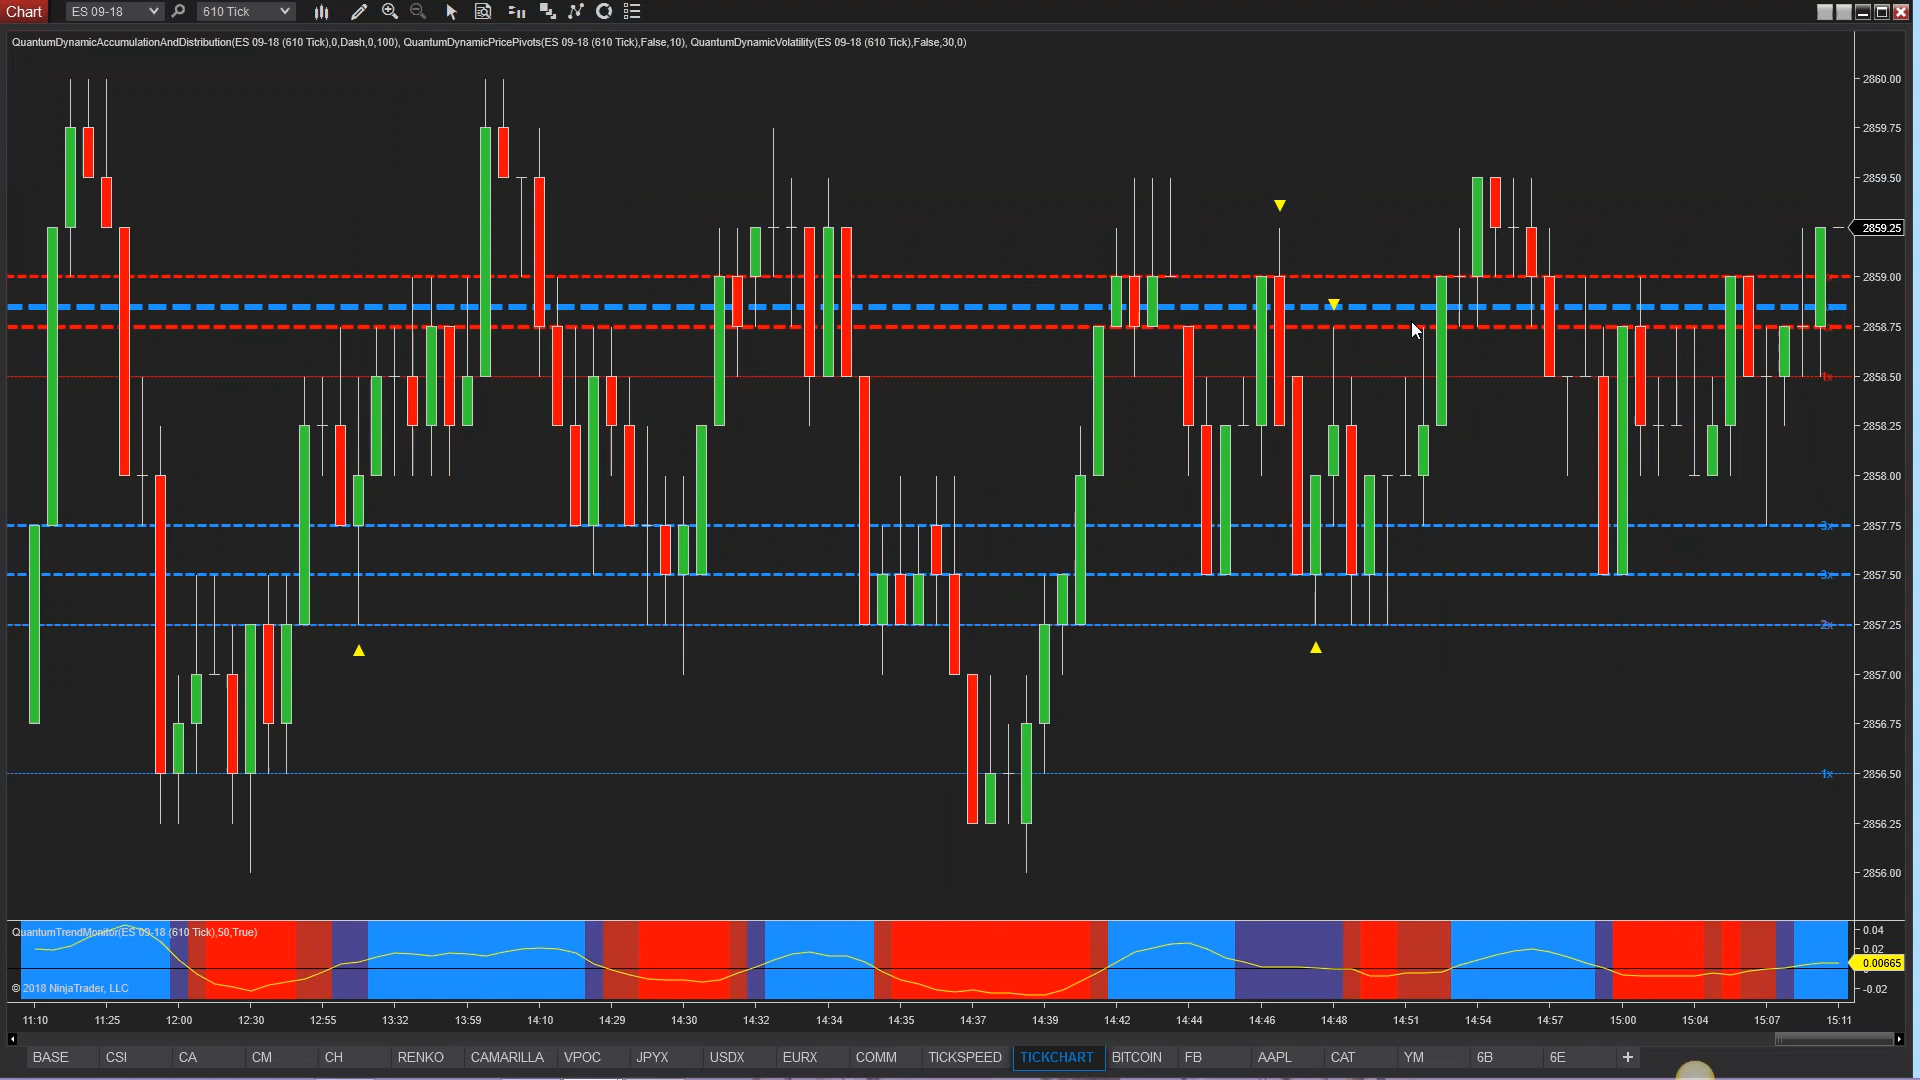 Chart ES 09-18 610 Tick
QuantumDynamicAccumulationAndDistribution(ES 09-18 (610 Tick),0,Dash,0,100), QuantumDynamicPricePivots(ES 09-18 (610 Tick),False,10), QuantumDynamicVolatility(ES 09-18 (610 Tick),False,30,0)
2860.00
2859.75
2859.50
2859.25
2859.00
2858.75
1x 2858.50
2858.25
2858.00
3x 2857.75
3x 2857.50
2x 2857.25
2857.00
2856.75
1x 2856.50
2856.25
2856.00
QuantumTrendMonitor(ES 09-18 (610 Tick),50,True)
0.04
0.02
0.00665
-0.02
© 2018 NinjaTrader, LLC
11:10 11:25 12:00 12:30 12:55 13:32 13:59 14:10 14:29 14:30 14:32 14:34 14:35 14:37 14:39 14:42 14:44 14:46 14:48 14:51 14:54 14:57 15:00 15:04 15:07 15:11
BASE CSI CA CM CH RENKO CAMARILLA VPOC JPYX USDX EURX COMM TICKSPEED TICKCHART BITCOIN FB AAPL CAT YM 6B 6E +